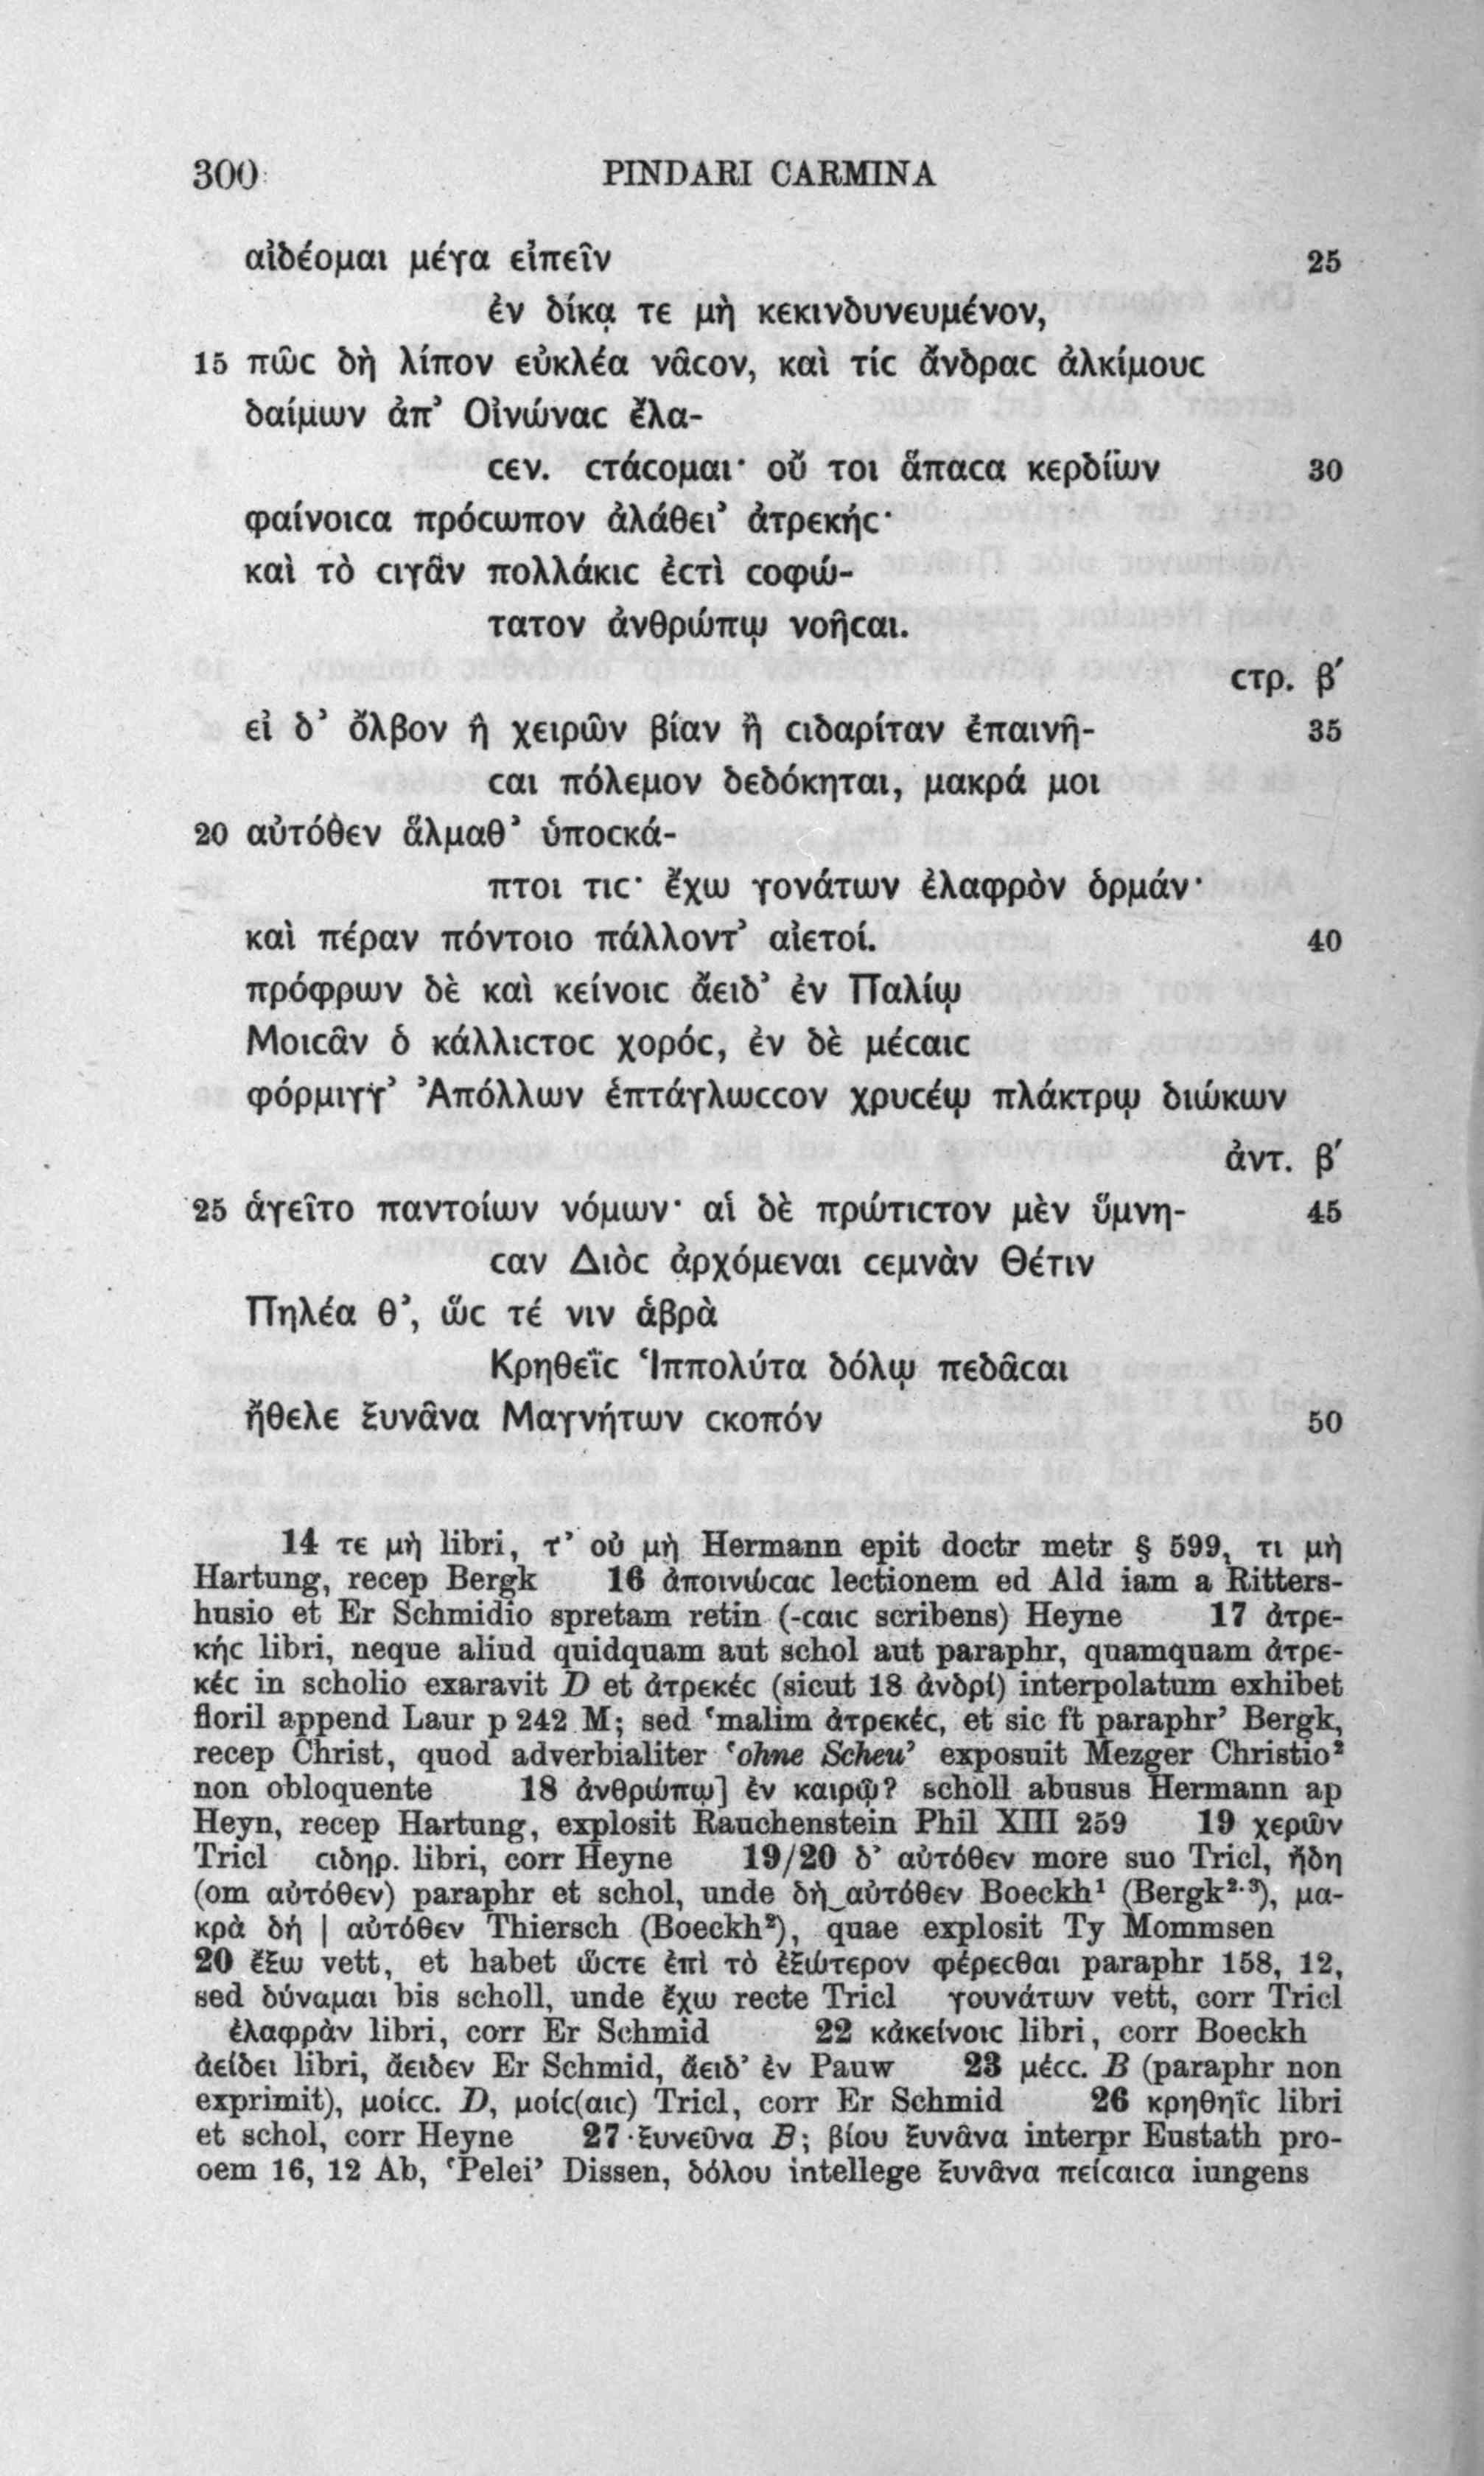 300 PINDARI CARMINA
αἰδέομαι μέγα εἰπεῖν 25
ἐν δίκᾳ τε μὴ κεκινδυνευμένον,
15 πῶϲ δὴ λίπον εὐκλέα νᾶϲον, καὶ τίϲ ἄνδραϲ ἀλκίμουϲ
δαίμων ἀπ’ Οἰνώναϲ ἔλα-
ϲεν. ϲτάϲομαι· οὔ τοι ἅπαϲα κερδίων 30
φαίνοιϲα πρόϲωπον ἀλάθει’ ἀτρεκήϲ·
καὶ τὸ ϲιγᾶν πολλάκιϲ ἐϲτὶ ϲοφώ-
τατον ἀνθρώπῳ νοῆϲαι.
ϲτρ. β′
εἰ δ’ ὄλβον ἢ χειρῶν βίαν ἢ ϲιδαρίταν ἐπαινῆ- 35
ϲαι πόλεμον δεδόκηται, μακρά μοι
20 αὐτόθεν ἅλμαθ’ ὑποϲκά-
πτοι τιϲ· ἔχω γονάτων ἐλαφρὸν ὁρμάν·
καὶ πέραν πόντοιο πάλλοντ’ αἰετοί. 40
πρόφρων δὲ καὶ κείνοιϲ ἄειδ’ ἐν Παλίῳ
Μοιϲᾶν ὁ κάλλιϲτοϲ χορόϲ, ἐν δὲ μέϲαιϲ
φόρμιγγ’ Ἀπόλλων ἑπτάγλωϲϲον χρυϲέῳ πλάκτρῳ διώκων
ἀντ. β′
25 ἁγεῖτο παντοίων νόμων· αἱ δὲ πρώτιϲτον μὲν ὕμνη- 45
ϲαν Διὸϲ ἀρχόμεναι ϲεμνὰν Θέτιν
Πηλέα θ’, ὥϲ τέ νιν ἁβρὰ
Κρηθεῒϲ Ἱππολύτα δόλῳ πεδᾶϲαι
ἤθελε ξυνᾶνα Μαγνήτων ϲκοπόν 50
14 τε μὴ libri, τ’ οὐ μὴ Hermann epit doctr metr § 599, τι μὴ
Hartung, recep Bergk 16 ἀποινώϲαϲ lectionem ed Ald iam a Ritters-
husio et Er Schmidio spretam retin (-ϲαιϲ scribens) Heyne 17 ἀτρε-
κήϲ libri, neque aliud quidquam aut schol aut paraphr, quamquam ἀτρε-
κέϲ in scholio exaravit D et ἀτρεκέϲ (sicut 18 ἀνδρί) interpolatum exhibet
floril append Laur p 242 M; sed ‘malim ἀτρεκέϲ, et sic ft paraphr’ Bergk,
recep Christ, quod adverbialiter ‘ohne Scheu’ exposuit Mezger Christio²
non obloquente 18 ἀνθρώπῳ] ἐν καιρῷ? scholl abusus Hermann ap
Heyn, recep Hartung, explosit Rauchenstein Phil XIII 259 19 χερῶν
Tricl ϲιδηρ. libri, corr Heyne 19/20 δ’ αὐτόθεν more suo Tricl, ἤδη
(om αὐτόθεν) paraphr et schol, unde δὴ‿αὐτόθεν Boeckh¹ (Bergk²·³), μα-
κρὰ δὴ | αὐτόθεν Thiersch (Boeckh²), quae explosit Ty Mommsen
20 ἔξω vett, et habet ὥϲτε ἐπὶ τὸ ἐξώτερον φέρεϲθαι paraphr 158, 12,
sed δύναμαι bis scholl, unde ἔχω recte Tricl γουνάτων vett, corr Tricl
ἐλαφρὰν libri, corr Er Schmid 22 κἀκείνοιϲ libri, corr Boeckh
ἀείδει libri, ἄειδεν Er Schmid, ἄειδ’ ἐν Pauw 23 μέϲϲ. B (paraphr non
exprimit), μοίϲϲ. D, μοίϲ(αιϲ) Tricl, corr Er Schmid 26 κρηθηῒϲ libri
et schol, corr Heyne 27 ξυνεῦνα B; βίου ξυνᾶνα interpr Eustath pro-
oem 16, 12 Ab, ‘Pelei’ Dissen, δόλου intellege ξυνᾶνα πείϲαιϲα iungens